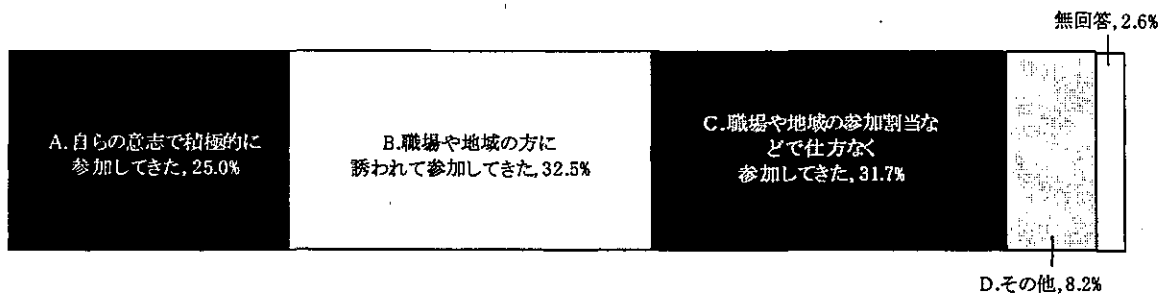 無回答, 2.6%
A.自らの意志で積極的に
参加してきた, 25.0%
B.職場や地域の方に
誘われて参加してきた, 32.5%
C.職場や地域の参加割当な
どで仕方なく
参加してきた, 31.7%
D.その他, 8.2%